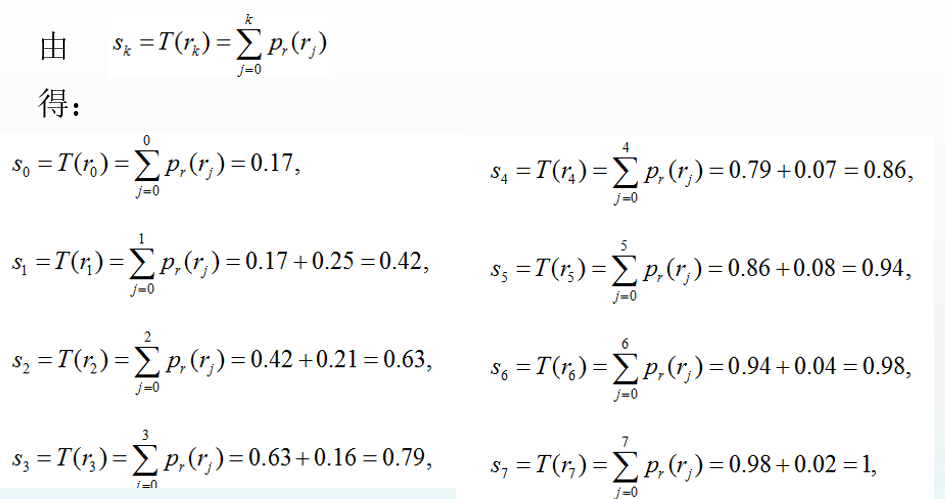 由 s_k = T(r_k) = \sum_{j=0}^{k} p_r(r_j)
得：
s_0 = T(r_0) = \sum_{j=0}^{0} p_r(r_j) = 0.17,
s_1 = T(r_1) = \sum_{j=0}^{1} p_r(r_j) = 0.17 + 0.25 = 0.42,
s_2 = T(r_2) = \sum_{j=0}^{2} p_r(r_j) = 0.42 + 0.21 = 0.63,
s_3 = T(r_3) = \sum_{j=0}^{3} p_r(r_j) = 0.63 + 0.16 = 0.79,
s_4 = T(r_4) = \sum_{j=0}^{4} p_r(r_j) = 0.79 + 0.07 = 0.86,
s_5 = T(r_5) = \sum_{j=0}^{5} p_r(r_j) = 0.86 + 0.08 = 0.94,
s_6 = T(r_6) = \sum_{j=0}^{6} p_r(r_j) = 0.94 + 0.04 = 0.98,
s_7 = T(r_7) = \sum_{j=0}^{7} p_r(r_j) = 0.98 + 0.02 = 1,